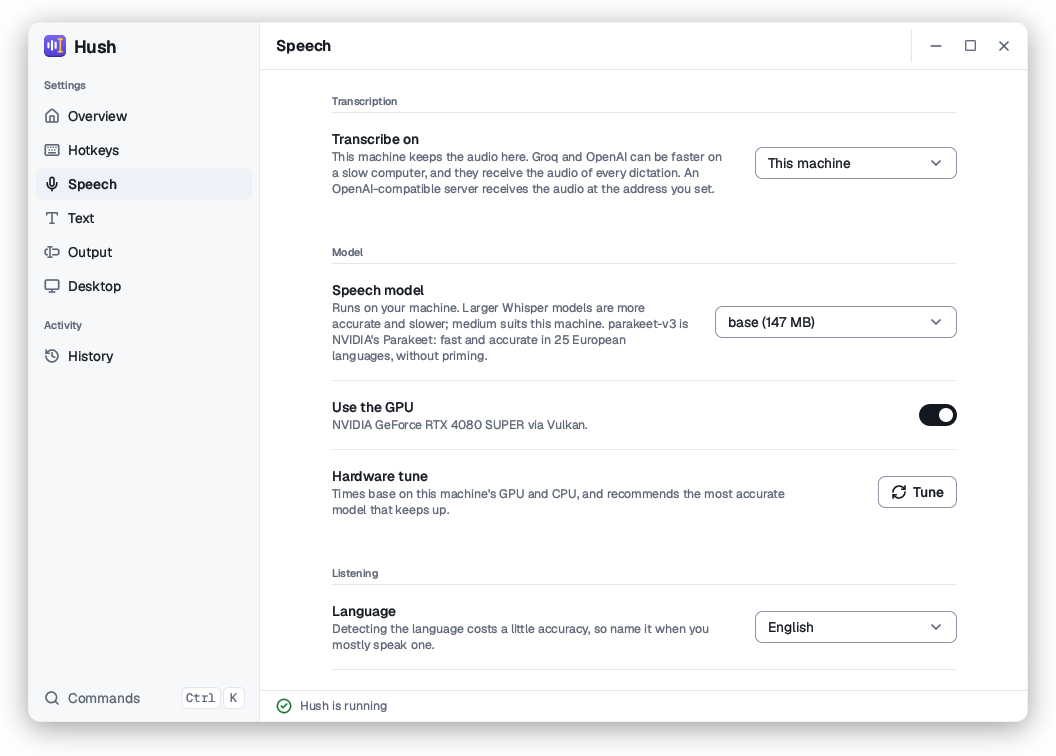 Hush
Speech
Settings
Overview
Hotkeys
Speech
Text
Output
Desktop
Activity
History
Commands
Ctrl K
Transcription
Transcribe on
This machine keeps the audio here. Groq and OpenAI can be faster on
a slow computer, and they receive the audio of every dictation. An
OpenAI-compatible server receives the audio at the address you set.
This machine
Model
Speech model
Runs on your machine. Larger Whisper models are more
accurate and slower; medium suits this machine. parakeet-v3 is
NVIDIA's Parakeet: fast and accurate in 25 European
languages, without priming.
base (147 MB)
Use the GPU
NVIDIA GeForce RTX 4080 SUPER via Vulkan.
Hardware tune
Times base on this machine's GPU and CPU, and recommends the most accurate
model that keeps up.
Tune
Listening
Language
Detecting the language costs a little accuracy, so name it when you
mostly speak one.
English
Hush is running